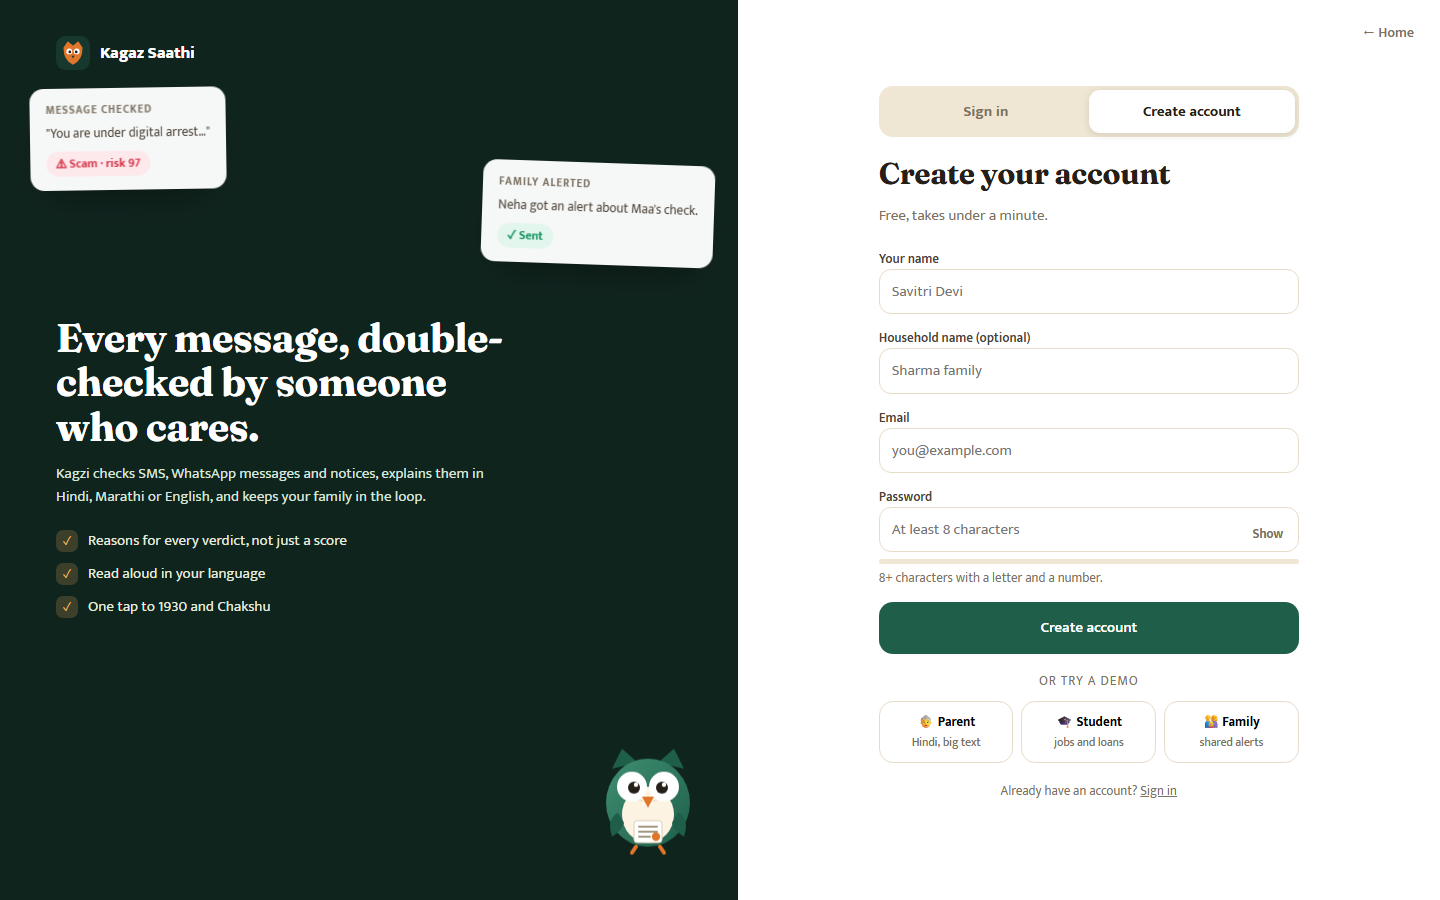 Kagaz Saathi
MESSAGE CHECKED
"You are under digital arrest..."
⚠ Scam · risk 97
FAMILY ALERTED
Neha got an alert about Maa's check.
✓ Sent
Every message, double-
checked by someone
who cares.
Kagzi checks SMS, WhatsApp messages and notices, explains them in
Hindi, Marathi or English, and keeps your family in the loop.
✓ Reasons for every verdict, not just a score
✓ Read aloud in your language
✓ One tap to 1930 and Chakshu
← Home
Sign in
Create account
Create your account
Free, takes under a minute.
Your name
Savitri Devi
Household name (optional)
Sharma family
Email
you@example.com
Password
At least 8 characters
Show
8+ characters with a letter and a number.
Create account
OR TRY A DEMO
Parent
Hindi, big text
Student
jobs and loans
Family
shared alerts
Already have an account? Sign in